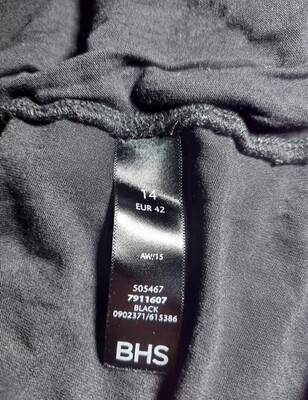 14
EUR 42
AW/15
505467
7911607
BLACK
0902371/615386
BHS